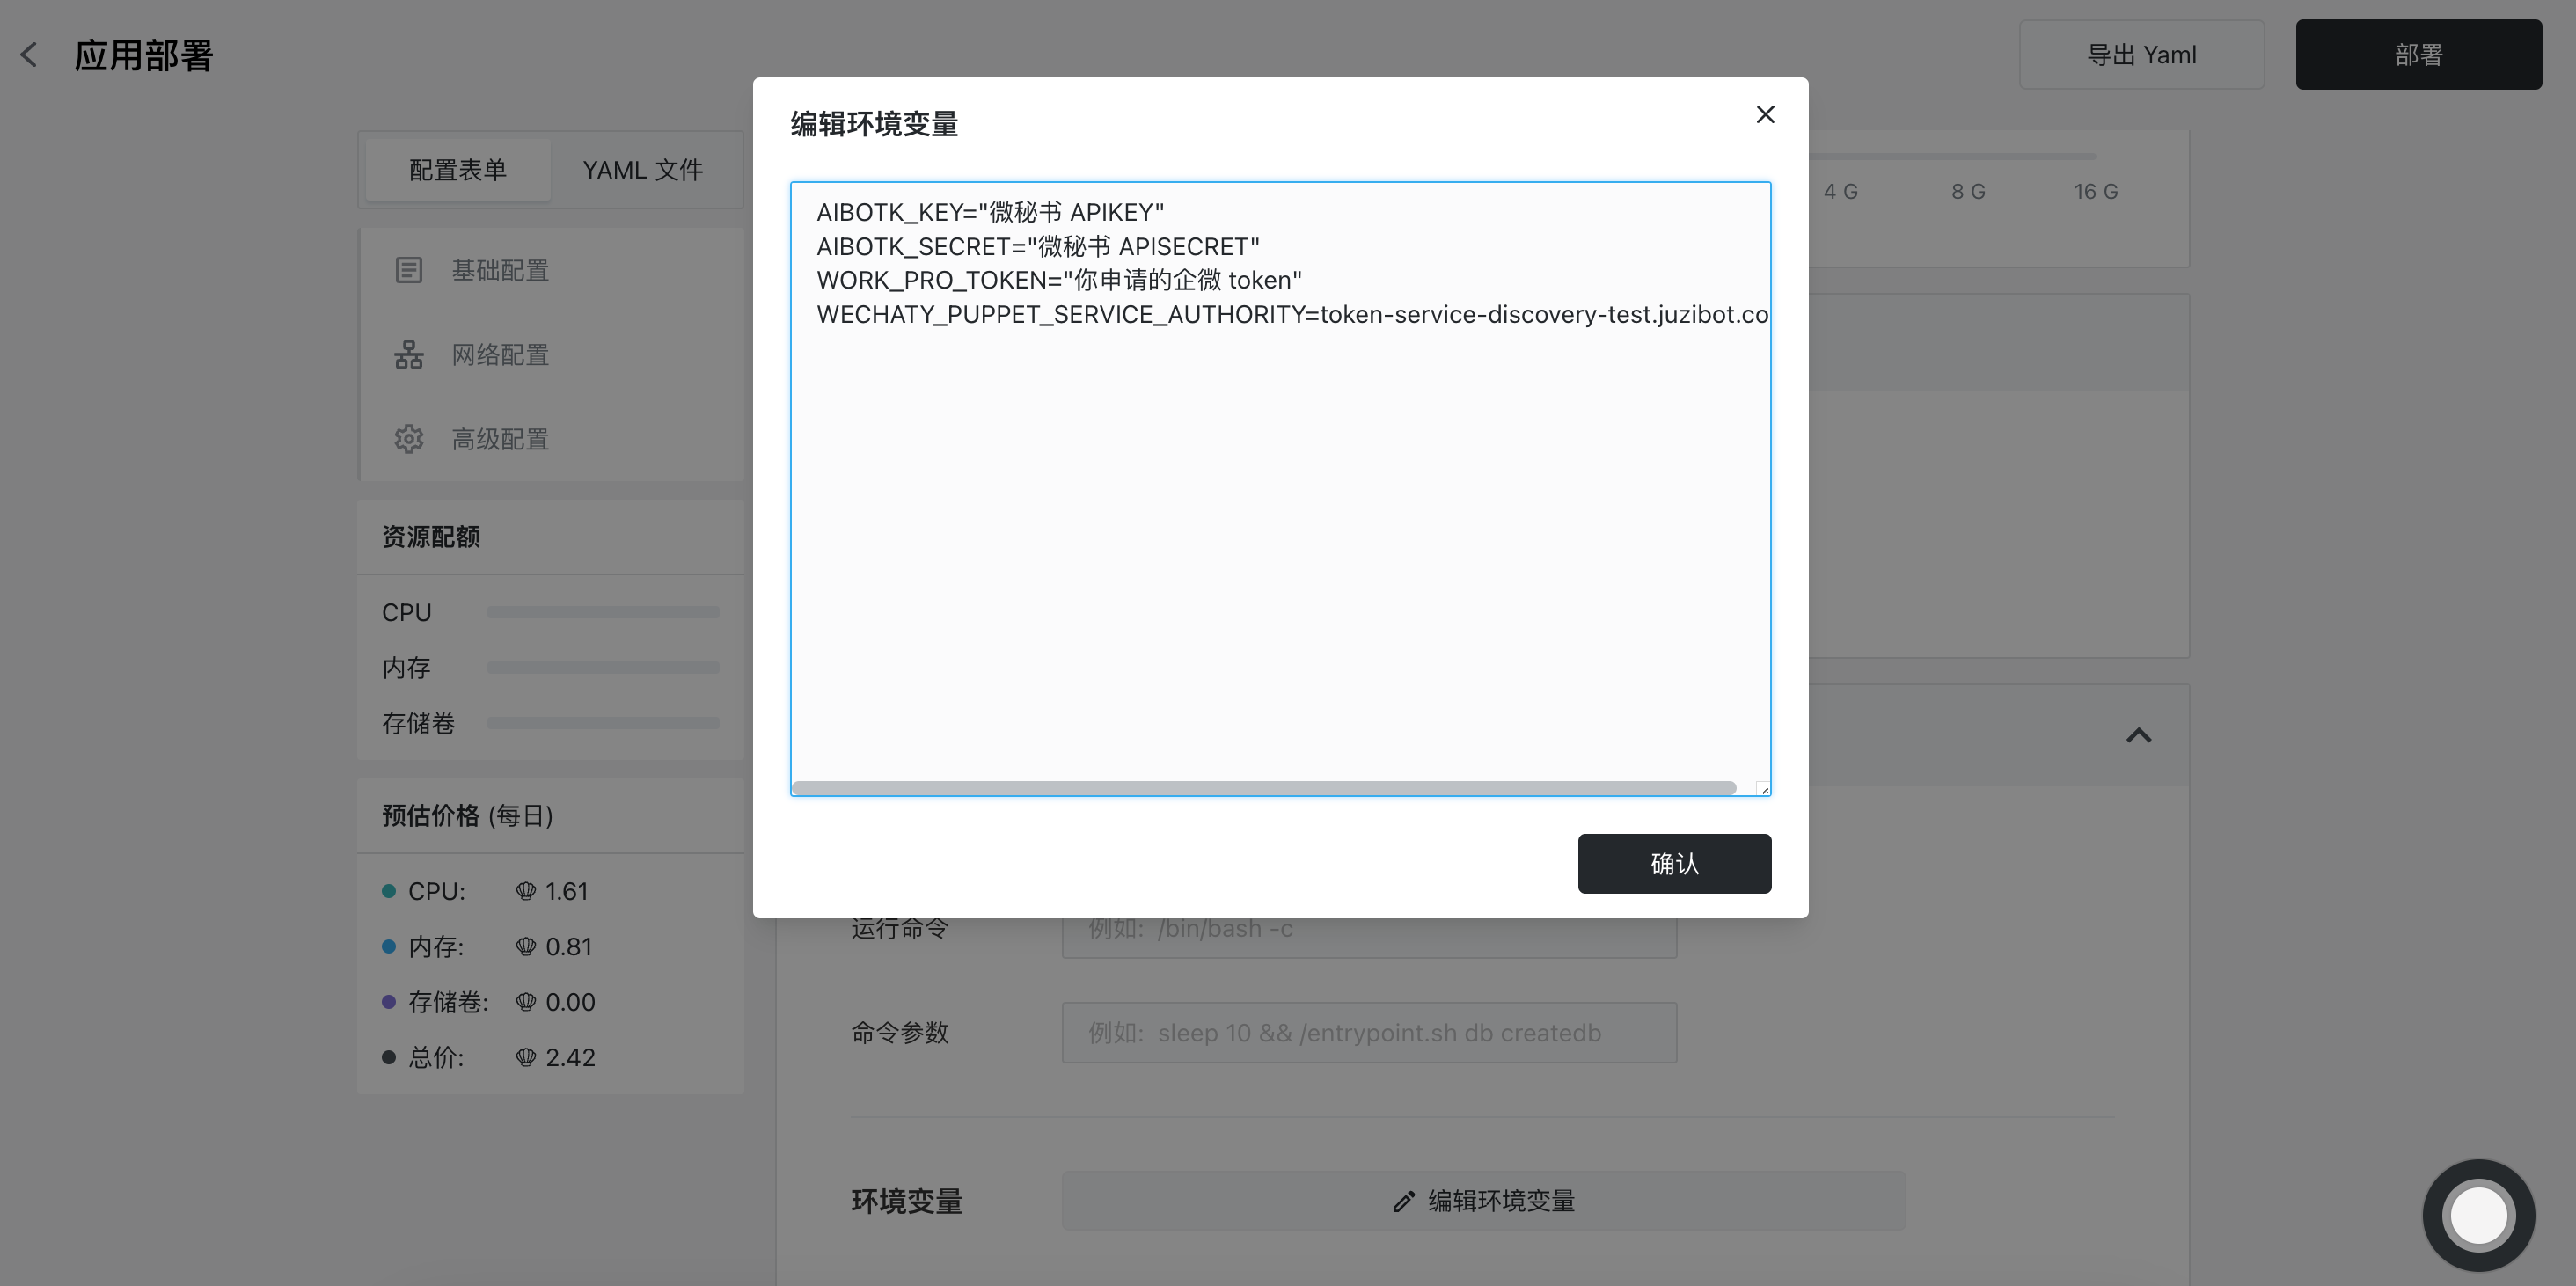 应用部署
导出 Yaml
部署
配置表单
YAML 文件
基础配置
网络配置
高级配置
资源配额
CPU
内存
存储卷
预估价格 (每日)
CPU: 1.61
内存: 0.81
存储卷: 0.00
总价: 2.42
编辑环境变量
AIBOTK_KEY="微秘书 APIKEY"
AIBOTK_SECRET="微秘书 APISECRET"
WORK_PRO_TOKEN="你申请的企微 token"
WECHATY_PUPPET_SERVICE_AUTHORITY=token-service-discovery-test.juzibot.co
确认
4 G
8 G
16 G
运行命令
例如: /bin/bash -c
命令参数
例如: sleep 10 && /entrypoint.sh db createdb
环境变量
编辑环境变量